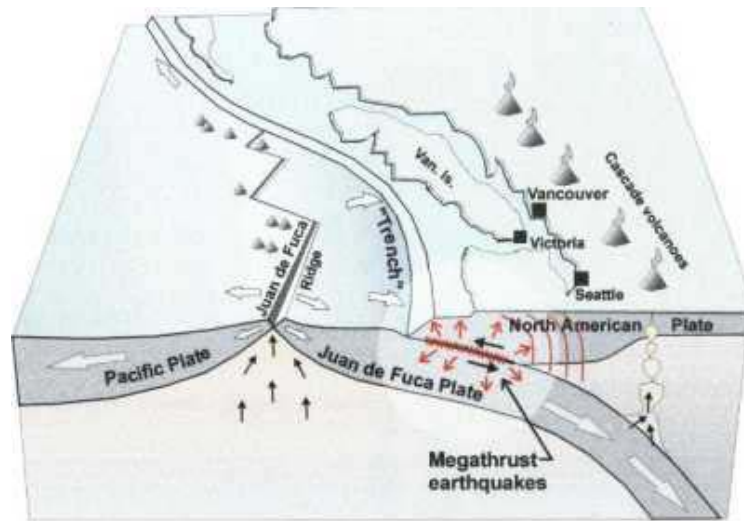 Van. Is.
Cascade volcanoes
Vancouver
"Trench"
Victoria
Juan de Fuca
Ridge
Seattle
North American Plate
Pacific Plate
Juan de Fuca Plate
Megathrust
earthquakes